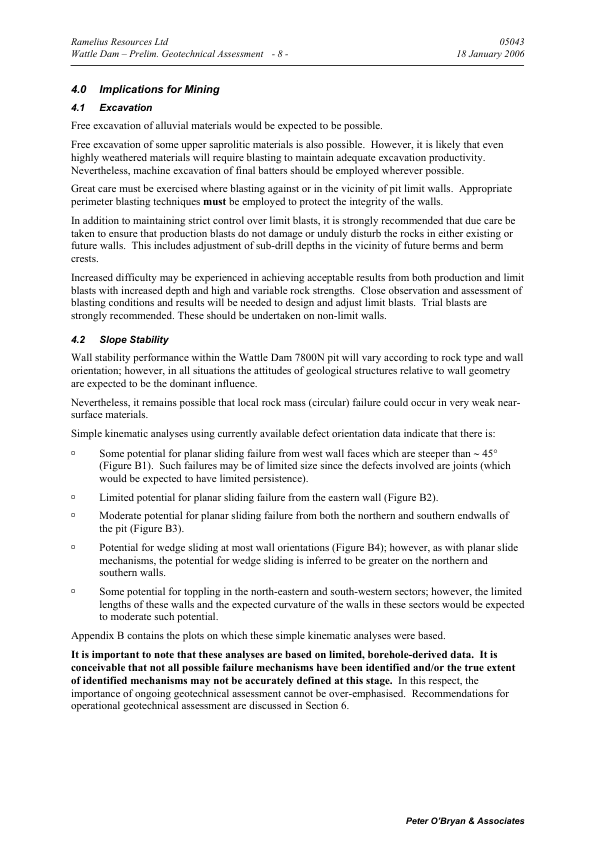 Ramelius Resources Ltd 05043
Wattle Dam – Prelim. Geotechnical Assessment - 8 - 18 January 2006
4.0 Implications for Mining
4.1 Excavation
Free excavation of alluvial materials would be expected to be possible.
Free excavation of some upper saprolitic materials is also possible. However, it is likely that even
highly weathered materials will require blasting to maintain adequate excavation productivity.
Nevertheless, machine excavation of final batters should be employed wherever possible.
Great care must be exercised where blasting against or in the vicinity of pit limit walls. Appropriate
perimeter blasting techniques must be employed to protect the integrity of the walls.
In addition to maintaining strict control over limit blasts, it is strongly recommended that due care be
taken to ensure that production blasts do not damage or unduly disturb the rocks in either existing or
future walls. This includes adjustment of sub-drill depths in the vicinity of future berms and berm
crests.
Increased difficulty may be experienced in achieving acceptable results from both production and limit
blasts with increased depth and high and variable rock strengths. Close observation and assessment of
blasting conditions and results will be needed to design and adjust limit blasts. Trial blasts are
strongly recommended. These should be undertaken on non-limit walls.
4.2 Slope Stability
Wall stability performance within the Wattle Dam 7800N pit will vary according to rock type and wall
orientation; however, in all situations the attitudes of geological structures relative to wall geometry
are expected to be the dominant influence.
Nevertheless, it remains possible that local rock mass (circular) failure could occur in very weak near-
surface materials.
Simple kinematic analyses using currently available defect orientation data indicate that there is:
▫ Some potential for planar sliding failure from west wall faces which are steeper than ~ 45°
(Figure B1). Such failures may be of limited size since the defects involved are joints (which
would be expected to have limited persistence).
▫ Limited potential for planar sliding failure from the eastern wall (Figure B2).
▫ Moderate potential for planar sliding failure from both the northern and southern endwalls of
the pit (Figure B3).
▫ Potential for wedge sliding at most wall orientations (Figure B4); however, as with planar slide
mechanisms, the potential for wedge sliding is inferred to be greater on the northern and
southern walls.
▫ Some potential for toppling in the north-eastern and south-western sectors; however, the limited
lengths of these walls and the expected curvature of the walls in these sectors would be expected
to moderate such potential.
Appendix B contains the plots on which these simple kinematic analyses were based.
It is important to note that these analyses are based on limited, borehole-derived data. It is
conceivable that not all possible failure mechanisms have been identified and/or the true extent
of identified mechanisms may not be accurately defined at this stage. In this respect, the
importance of ongoing geotechnical assessment cannot be over-emphasised. Recommendations for
operational geotechnical assessment are discussed in Section 6.
Peter O'Bryan & Associates